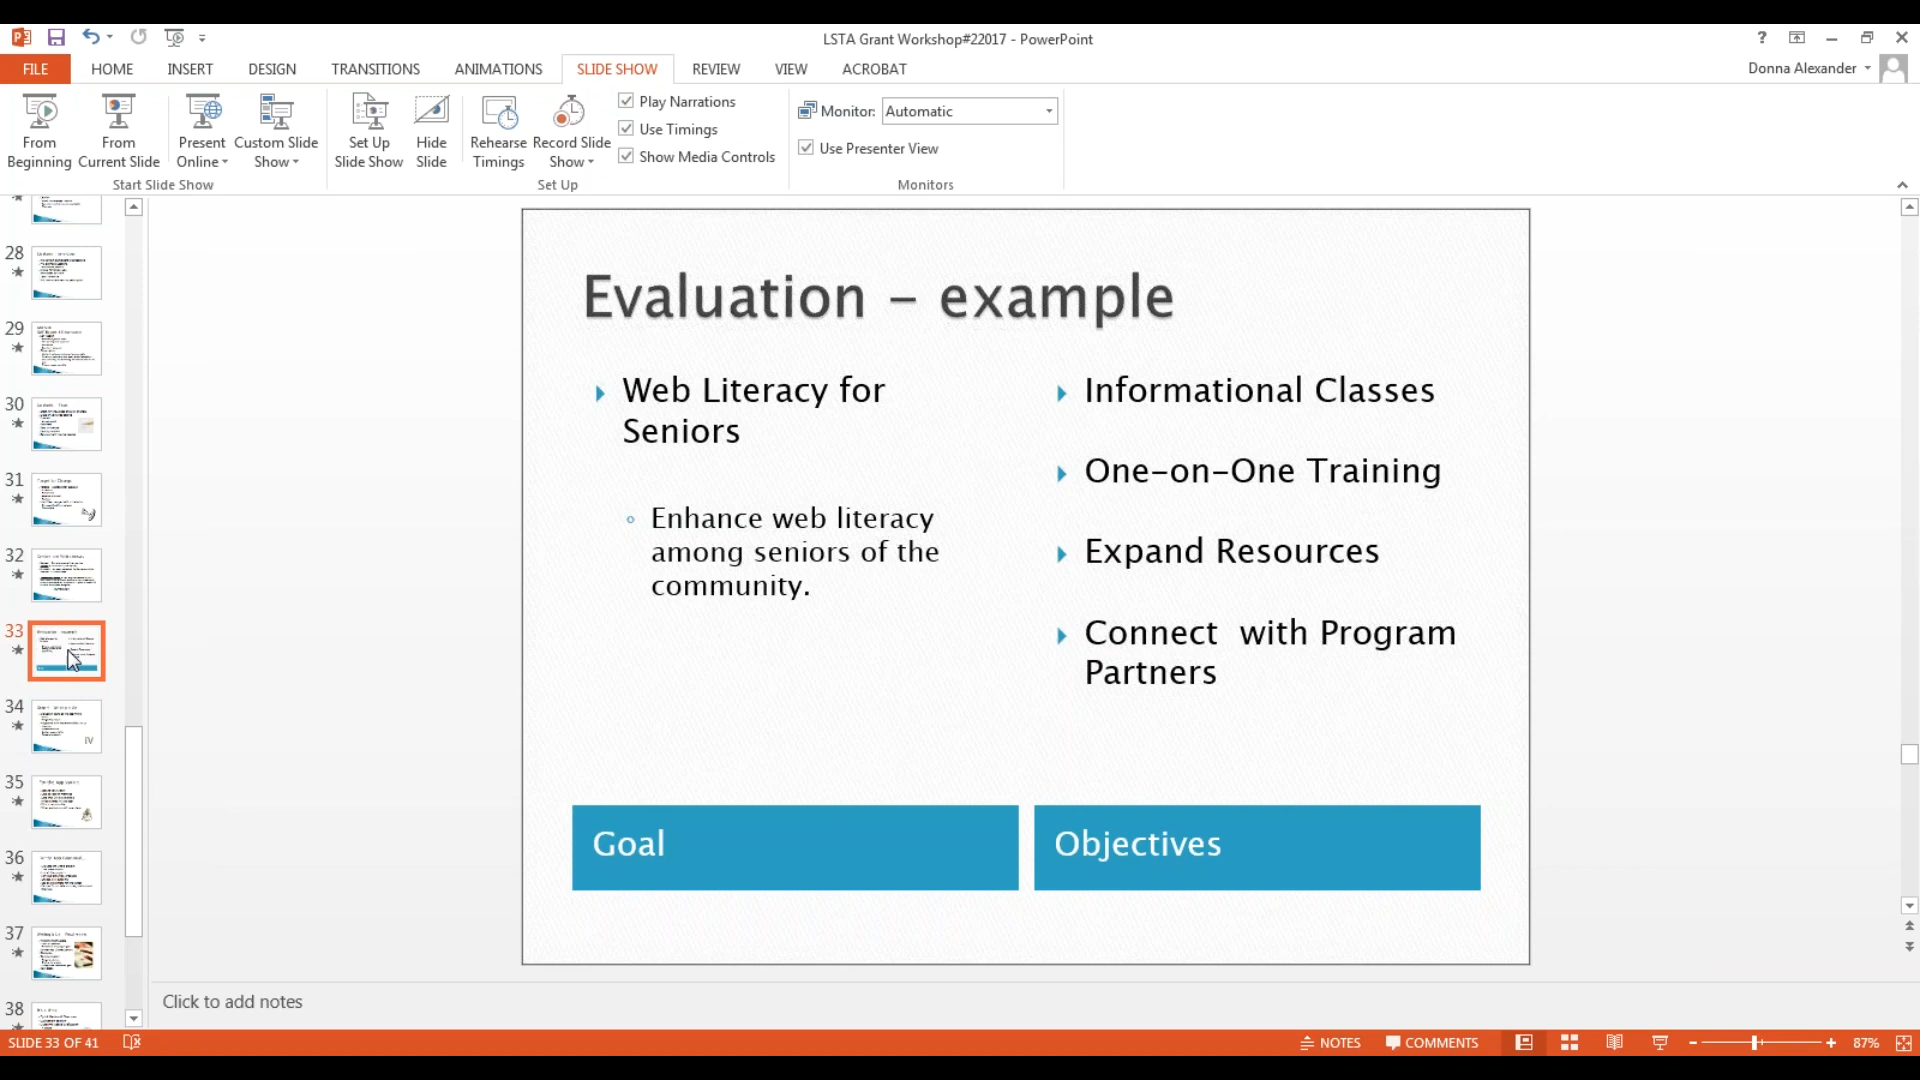 LSTA Grant Workshop#22017 - PowerPoint
?
FILE
HOME
INSERT
DESIGN
TRANSITIONS
ANIMATIONS
SLIDE SHOW
REVIEW
VIEW
ACROBAT
Donna Alexander
From
Beginning
From
Current Slide
Present
Online
Custom Slide
Show
Start Slide Show
Set Up
Slide Show
Hide
Slide
Rehearse
Timings
Record Slide
Show
Play Narrations
Use Timings
Show Media Controls
Set Up
Monitor: Automatic
Use Presenter View
Monitors
28
29
30
31
32
33
34
35
36
37
38
Evaluation – example
Web Literacy for
Seniors
Enhance web literacy
among seniors of the
community.
Informational Classes
One-on-One Training
Expand Resources
Connect  with Program
Partners
Goal
Objectives
Click to add notes
SLIDE 33 OF 41
NOTES
COMMENTS
87%